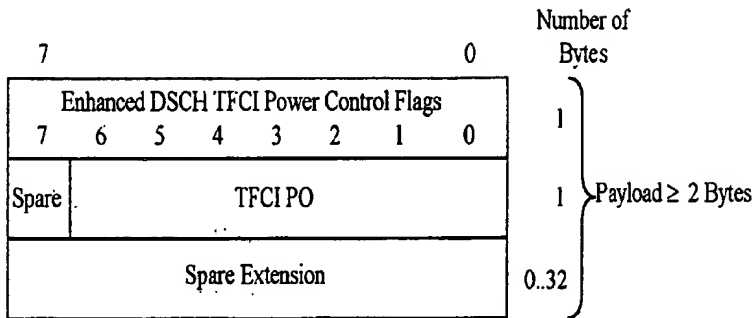 Number of
Bytes
7 0
Enhanced DSCH TFCI Power Control Flags
7 6 5 4 3 2 1 0
1
Spare TFCI PO
1
Payload ≥ 2 Bytes
Spare Extension
0..32